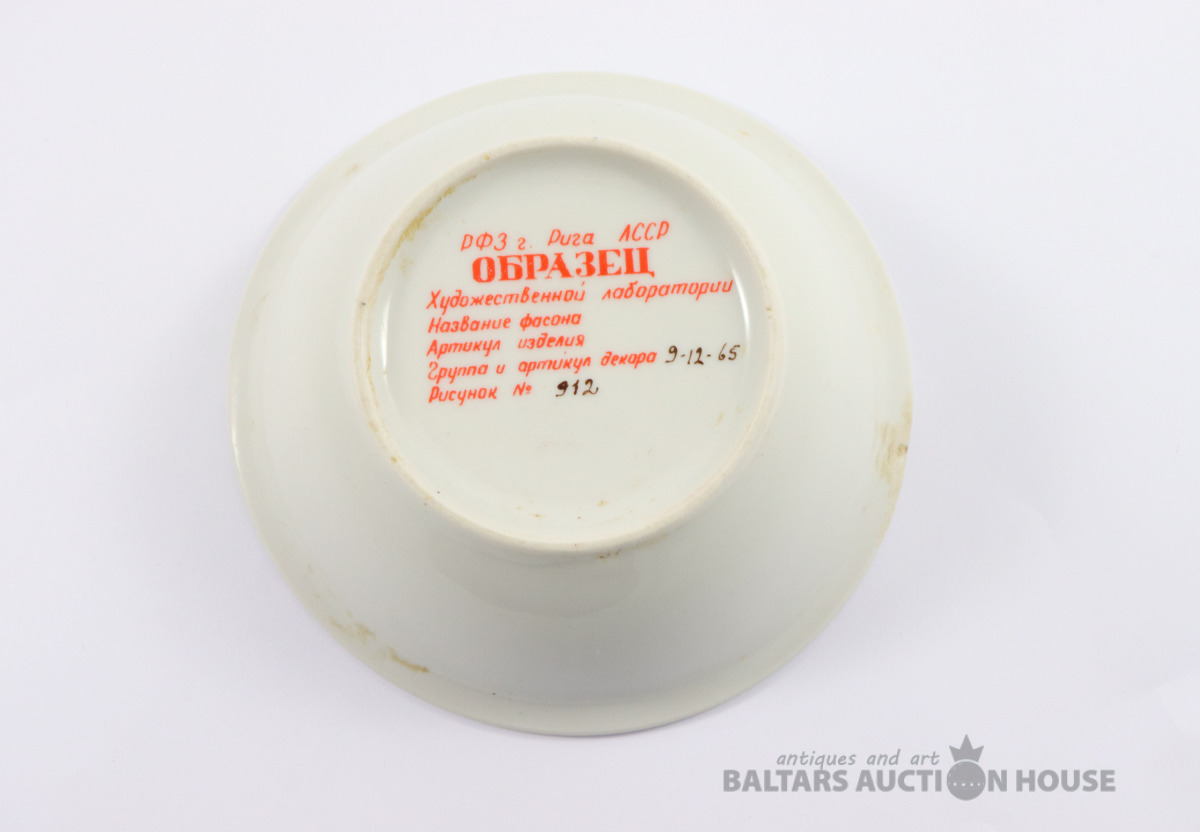 РФЗ г. Рига ЛССР
ОБРАЗЕЦ
Художественной лаборатории
Название фасона
Артикул изделия
Группа и артикул декора 9-12-65
Рисунок № 912
antiques and art
BALTARS AUCTION HOUSE